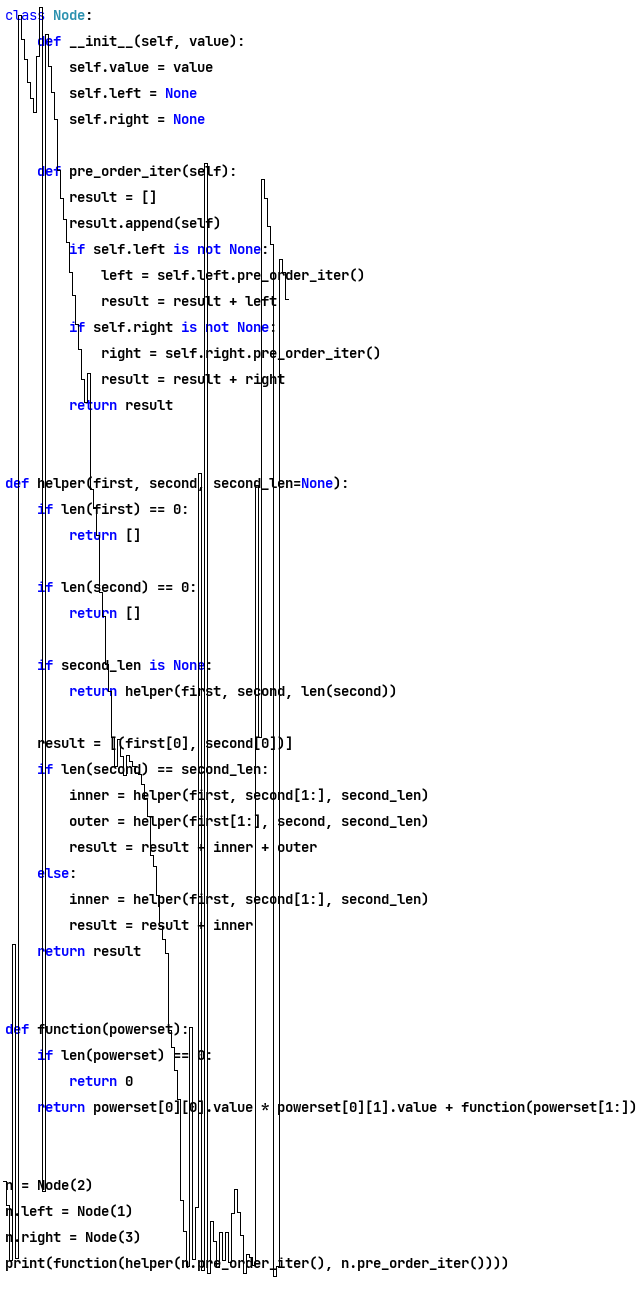 class Node:
    def __init__(self, value):
        self.value = value
        self.left = None
        self.right = None

    def pre_order_iter(self):
        result = []
        result.append(self)
        if self.left is not None:
            left = self.left.pre_order_iter()
            result = result + left
        if self.right is not None:
            right = self.right.pre_order_iter()
            result = result + right
        return result


def helper(first, second, second_len=None):
    if len(first) == 0:
        return []

    if len(second) == 0:
        return []

    if second_len is None:
        return helper(first, second, len(second))

    result = [(first[0], second[0])]
    if len(second) == second_len:
        inner = helper(first, second[1:], second_len)
        outer = helper(first[1:], second, second_len)
        result = result + inner + outer
    else:
        inner = helper(first, second[1:], second_len)
        result = result + inner
    return result


def function(powerset):
    if len(powerset) == 0:
        return 0
    return powerset[0][0].value * powerset[0][1].value + function(powerset[1:])


n = Node(2)
n.left = Node(1)
n.right = Node(3)
print(function(helper(n.pre_order_iter(), n.pre_order_iter())))